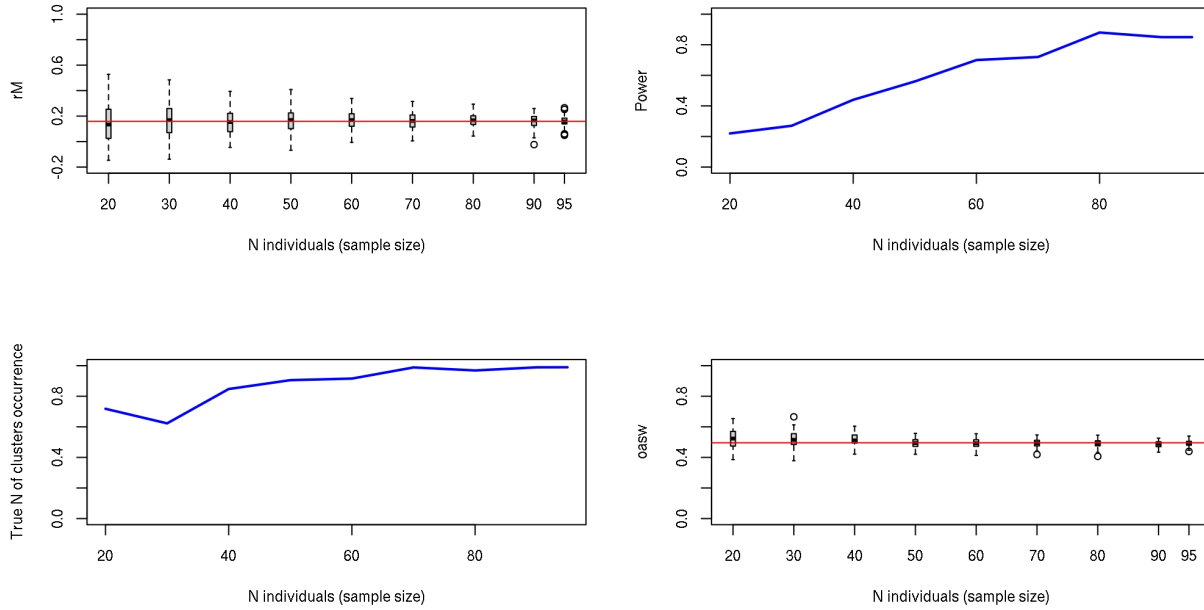 rM
1.0
0.6
0.2
-0.2
20 30 40 50 60 70 80 90 95
N individuals (sample size)
Power
0.8
0.4
0.0
20 40 60 80
N individuals (sample size)
True N of clusters occurrence
0.8
0.4
0.0
20 40 60 80
N individuals (sample size)
oasw
0.8
0.4
0.0
20 30 40 50 60 70 80 90 95
N individuals (sample size)